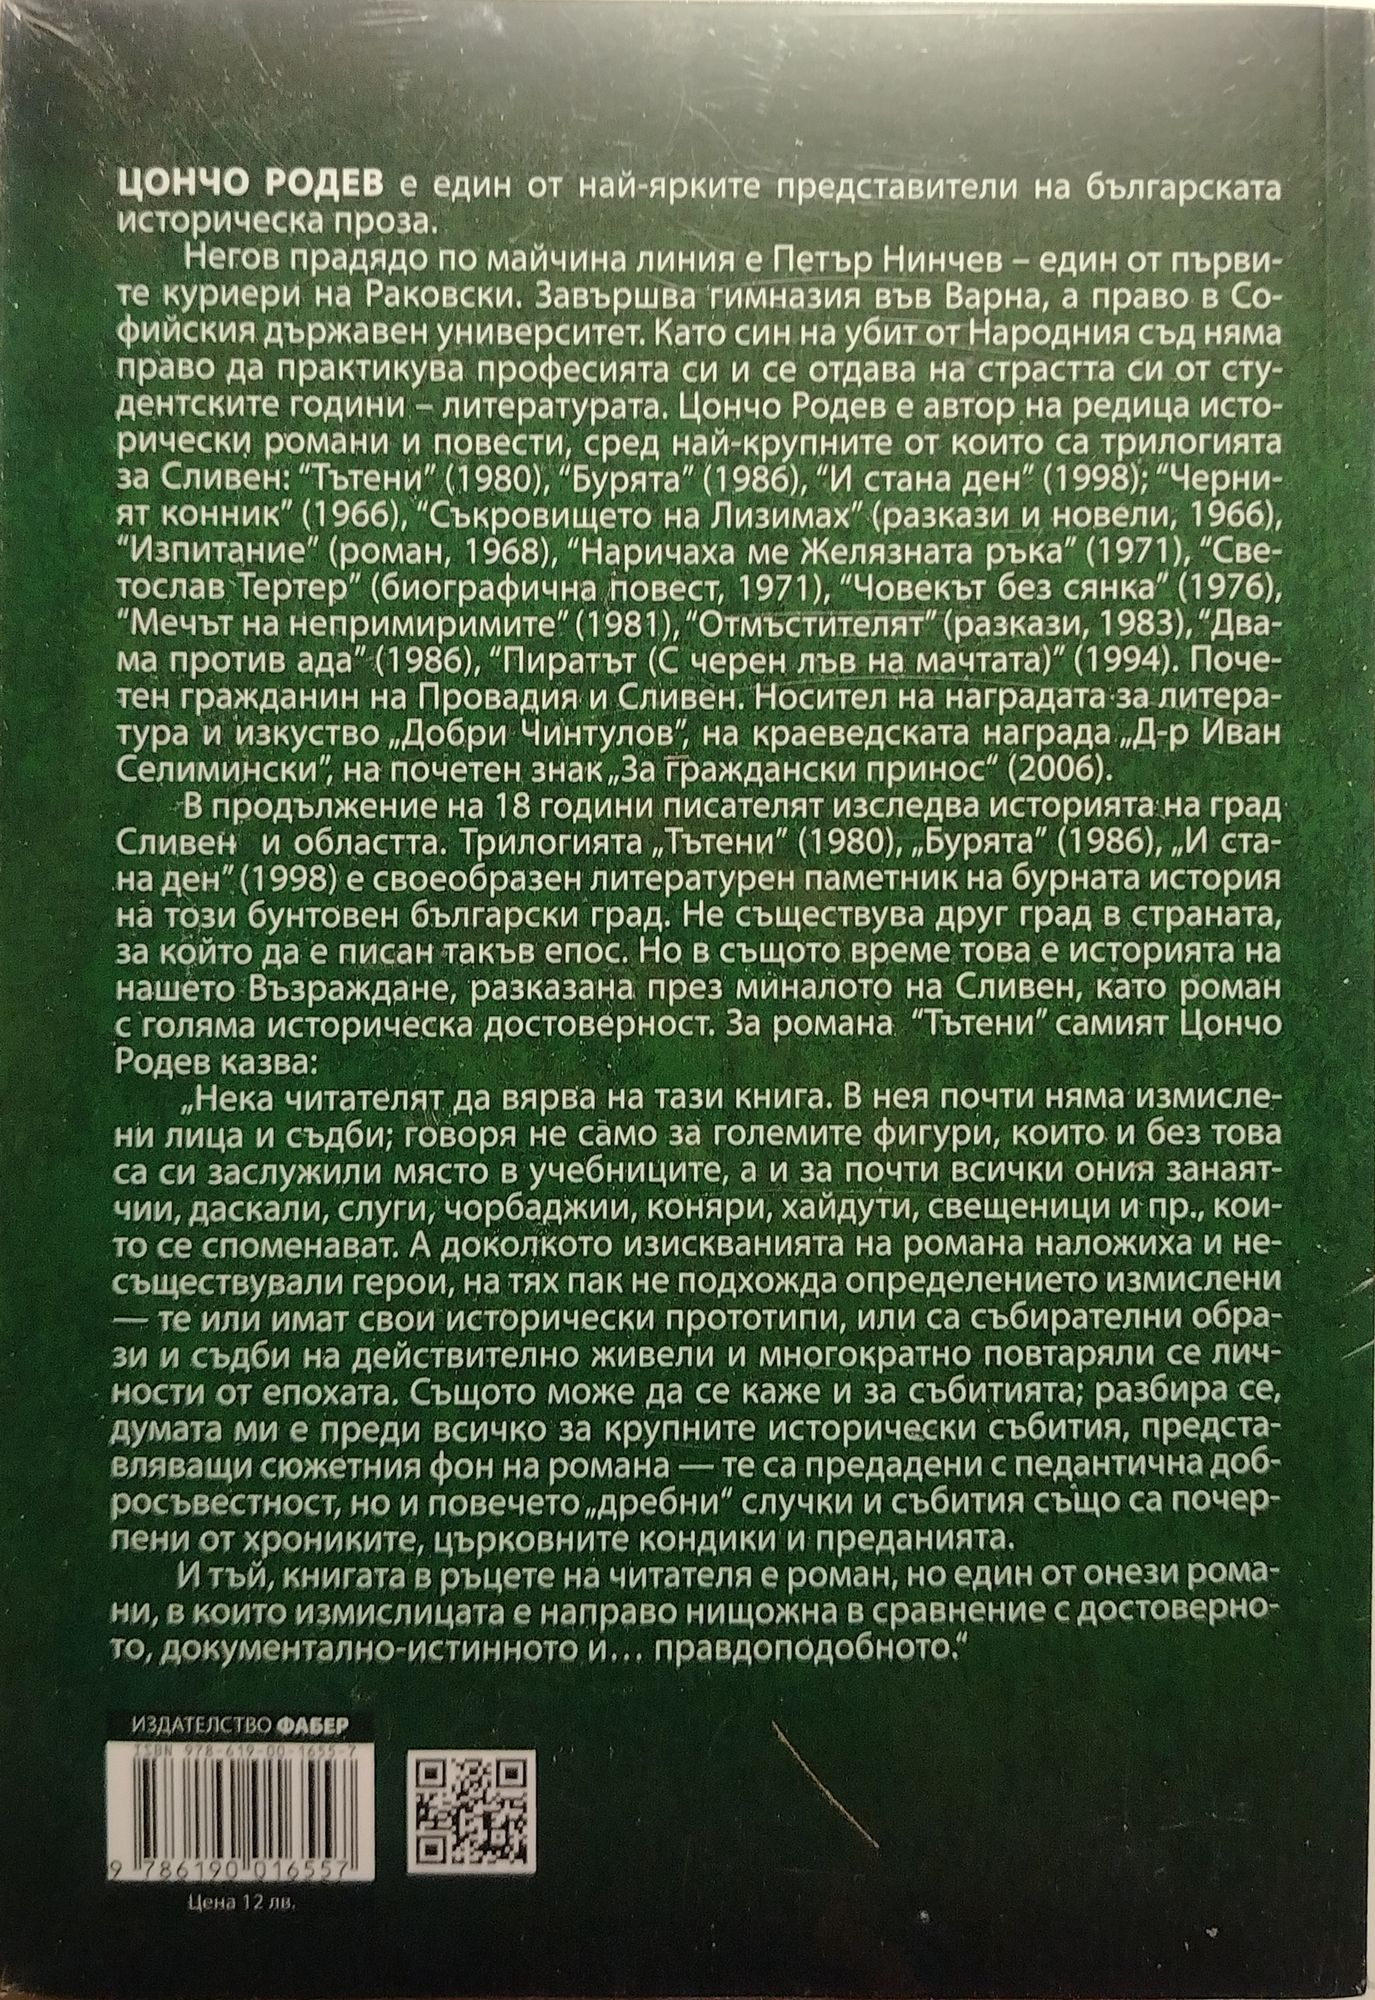 ЦОНЧО РОДЕВ е един от най-ярките представители на българската
историческа проза.
Негов прадядо по майчина линия е Петър Нинчев – един от първи-
те куриери на Раковски. Завършва гимназия във Варна, а право в Со-
фийския държавен университет. Като син на убит от Народния съд няма
право да практикува професията си и се отдава на страстта си от сту-
дентските години – литературата. Цончо Родев е автор на редица исто-
рически романи и повести, сред най-крупните от които са трилогията
за Сливен: “Тътени” (1980), “Бурята” (1986), “И стана ден” (1998); “Черни-
ят конник” (1966), “Съкровището на Лизимах” (разкази и новели, 1966),
“Изпитание” (роман, 1968), “Наричаха ме Желязната ръка” (1971), “Све-
тослав Тертер” (биографична повест, 1971), “Човекът без сянка” (1976),
“Мечът на непримиримите” (1981), “Отмъстителят” (разкази, 1983), “Два-
ма против ада” (1986), “Пиратът (С черен лъв на мачтата)” (1994). Поче-
тен гражданин на Провадия и Сливен. Носител на наградата за литера-
тура и изкуство „Добри Чинтулов”, на краеведската награда „Д-р Иван
Селимински”, на почетен знак „За граждански принос“ (2006).
В продължение на 18 години писателят изследва историята на град
Сливен и областта. Трилогията „Тътени” (1980), „Бурята” (1986), „И ста-
на ден” (1998) е своеобразен литературен паметник на бурната история
на този бунтовен български град. Не съществува друг град в страната,
за който да е писан такъв епос. Но в същото време това е историята на
нашето Възраждане, разказана през миналото на Сливен, като роман
с голяма историческа достоверност. За романа “Тътени” самият Цончо
Родев казва:
„Нека читателят да вярва на тази книга. В нея почти няма измисле-
ни лица и съдби; говоря не само за големите фигури, които и без това
са си заслужили място в учебниците, а и за почти всички ония занаят-
чии, даскали, слуги, чорбаджии, коняри, хайдути, свещеници и пр., кои-
то се споменават. А доколкото изискванията на романа наложиха и не-
съществували герои, на тях пак не подхожда определението измислени
— те или имат свои исторически прототипи, или са събирателни обра-
зи и съдби на действително живели и многократно повтаряли се лич-
ности от епохата. Същото може да се каже и за събитията; разбира се,
думата ми е преди всичко за крупните исторически събития, предста-
вляващи сюжетния фон на романа — те са предадени с педантична доб-
росъвестност, но и повечето „дребни“ случки и събития също са почер-
пени от хрониките, църковните кондики и преданията.
И тъй, книгата в ръцете на читателя е роман, но един от онези рома-
ни, в които измислицата е направо нищожна в сравнение с достоверно-
то, документално-истинното и... правдоподобното.“
ИЗДАТЕЛСТВО ФАБЕР
ISBN 978-619-00-1655-7
9 786190 016557
Цена 12 лв.